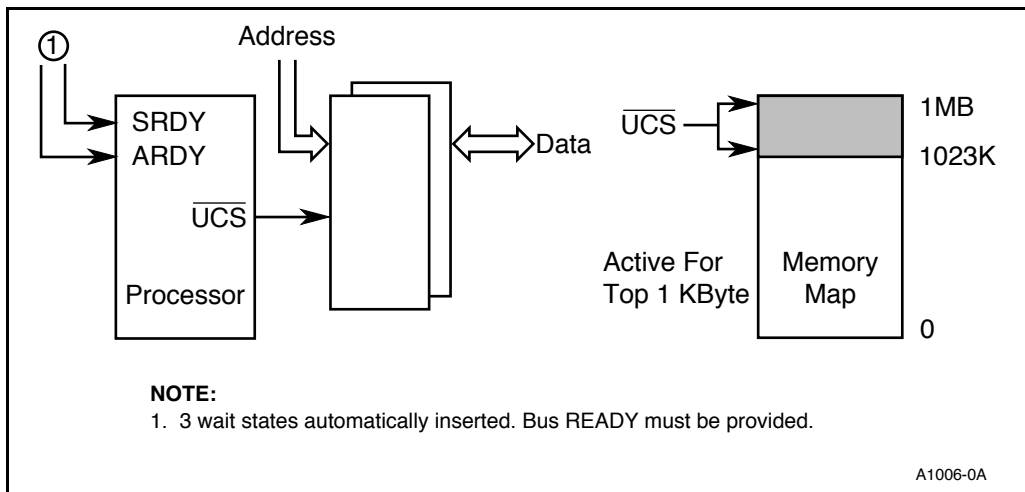 1
Address
SRDY
ARDY
UCS
Processor
Data
UCS
1MB
1023K
Active For
Top 1 KByte
Memory
Map
0
NOTE:
1. 3 wait states automatically inserted. Bus READY must be provided.
A1006-0A